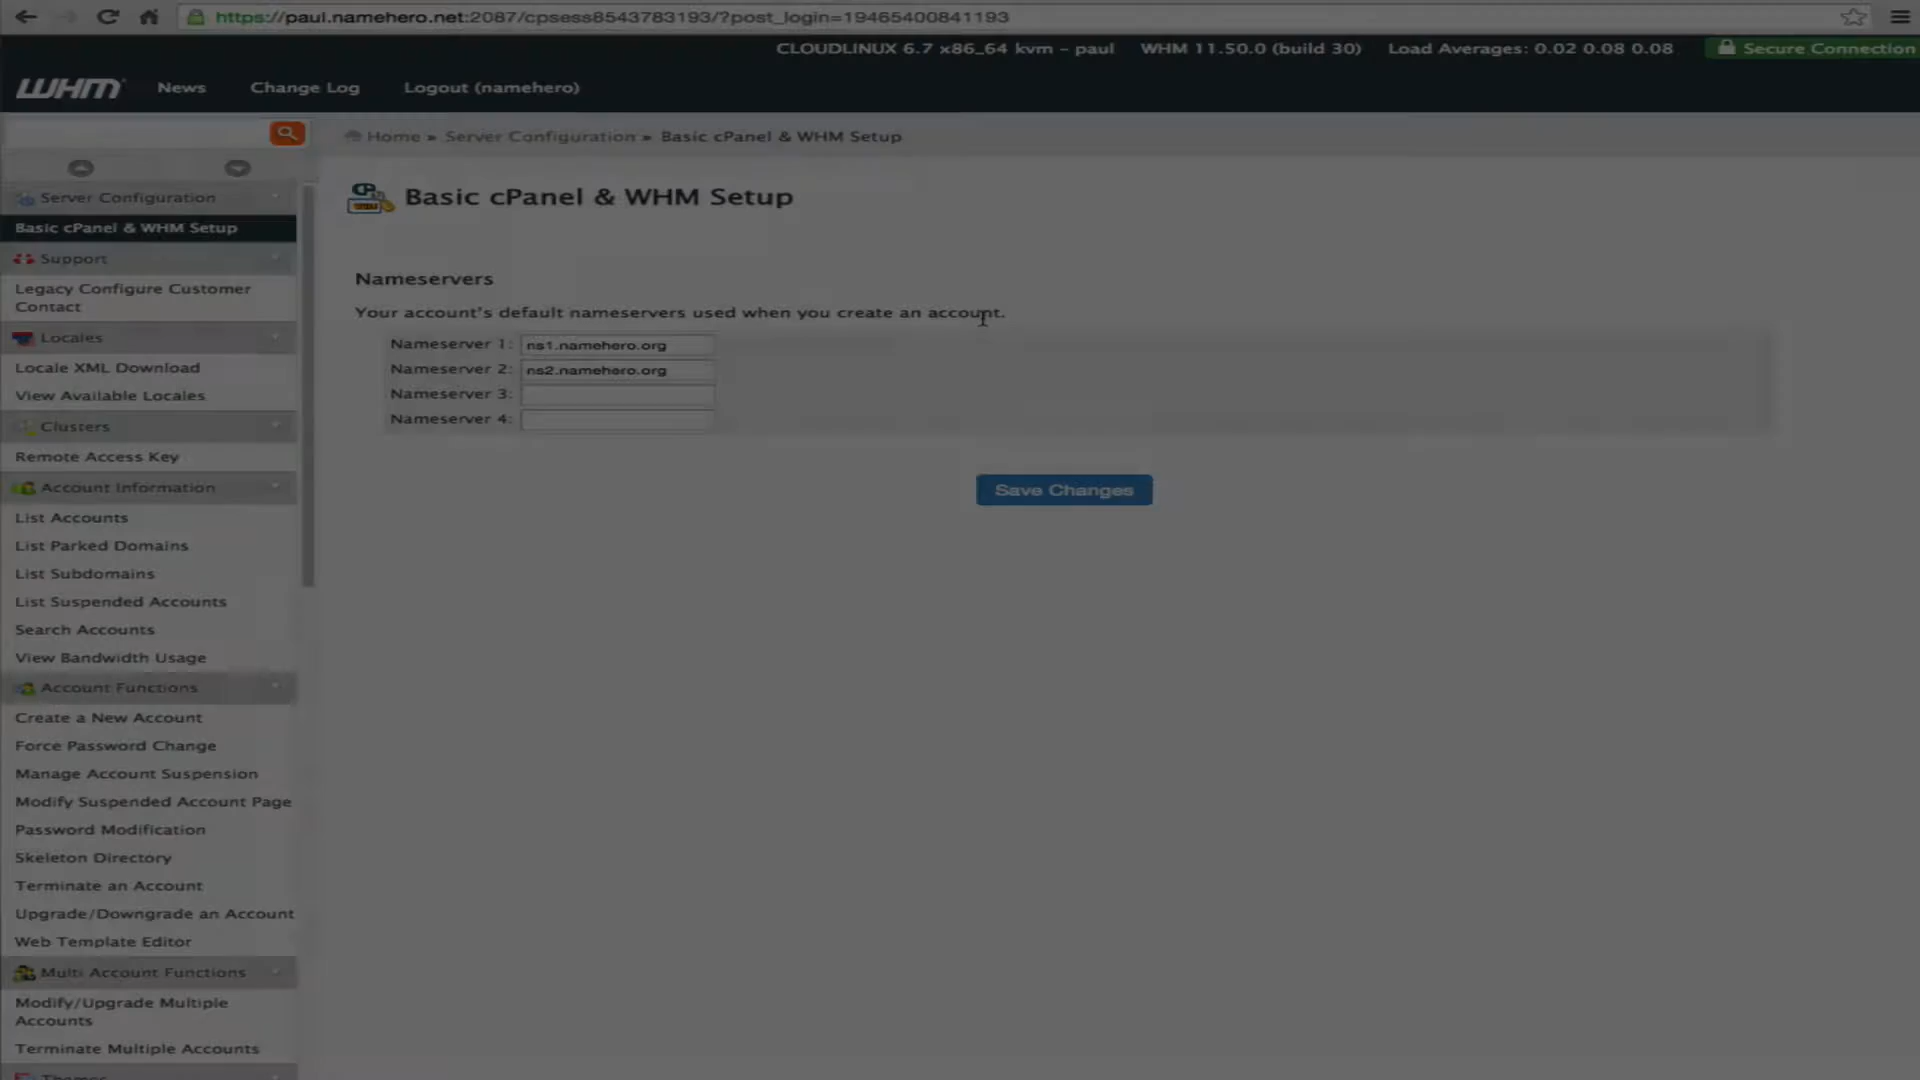 https://paul.namehero.net:2087/cpsess8543783193/?post_login=19465400841193
CLOUDLINUX 6.7 x86_64 kvm – paul WHM 11.50.0 (build 30) Load Averages: 0.02 0.08 0.08 Secure Connection
WHM News Change Log Logout (namehero)
Home » Server Configuration » Basic cPanel & WHM Setup
Basic cPanel & WHM Setup
Nameservers
Your account's default nameservers used when you create an account.
Nameserver 1: ns1.namehero.org
Nameserver 2: ns2.namehero.org
Nameserver 3:
Nameserver 4:
Save Changes
Server Configuration
Basic cPanel & WHM Setup
Support
Legacy Configure Customer
Contact
Locales
Locale XML Download
View Available Locales
Clusters
Remote Access Key
Account Information
List Accounts
List Parked Domains
List Subdomains
List Suspended Accounts
Search Accounts
View Bandwidth Usage
Account Functions
Create a New Account
Force Password Change
Manage Account Suspension
Modify Suspended Account Page
Password Modification
Skeleton Directory
Terminate an Account
Upgrade/Downgrade an Account
Web Template Editor
Multi Account Functions
Modify/Upgrade Multiple
Accounts
Terminate Multiple Accounts
Themes